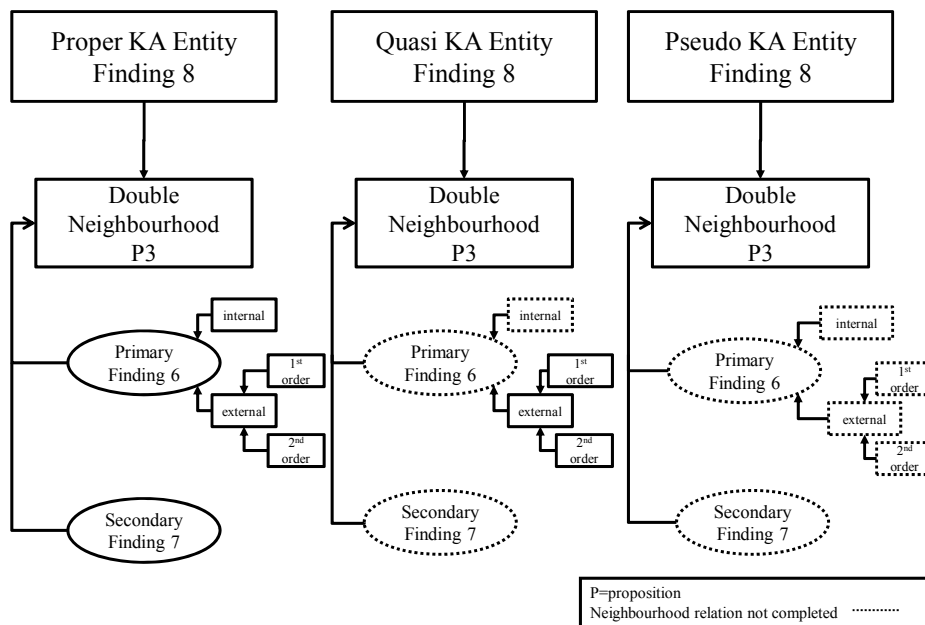 Proper KA Entity
Finding 8
Double
Neighbourhood
P3
internal
Primary
Finding 6
1st
order
external
2nd
order
Secondary
Finding 7
Quasi KA Entity
Finding 8
Double
Neighbourhood
P3
internal
Primary
Finding 6
1st
order
external
2nd
order
Secondary
Finding 7
Pseudo KA Entity
Finding 8
Double
Neighbourhood
P3
internal
Primary
Finding 6
1st
order
external
2nd
order
Secondary
Finding 7
P=proposition
Neighbourhood relation not completed